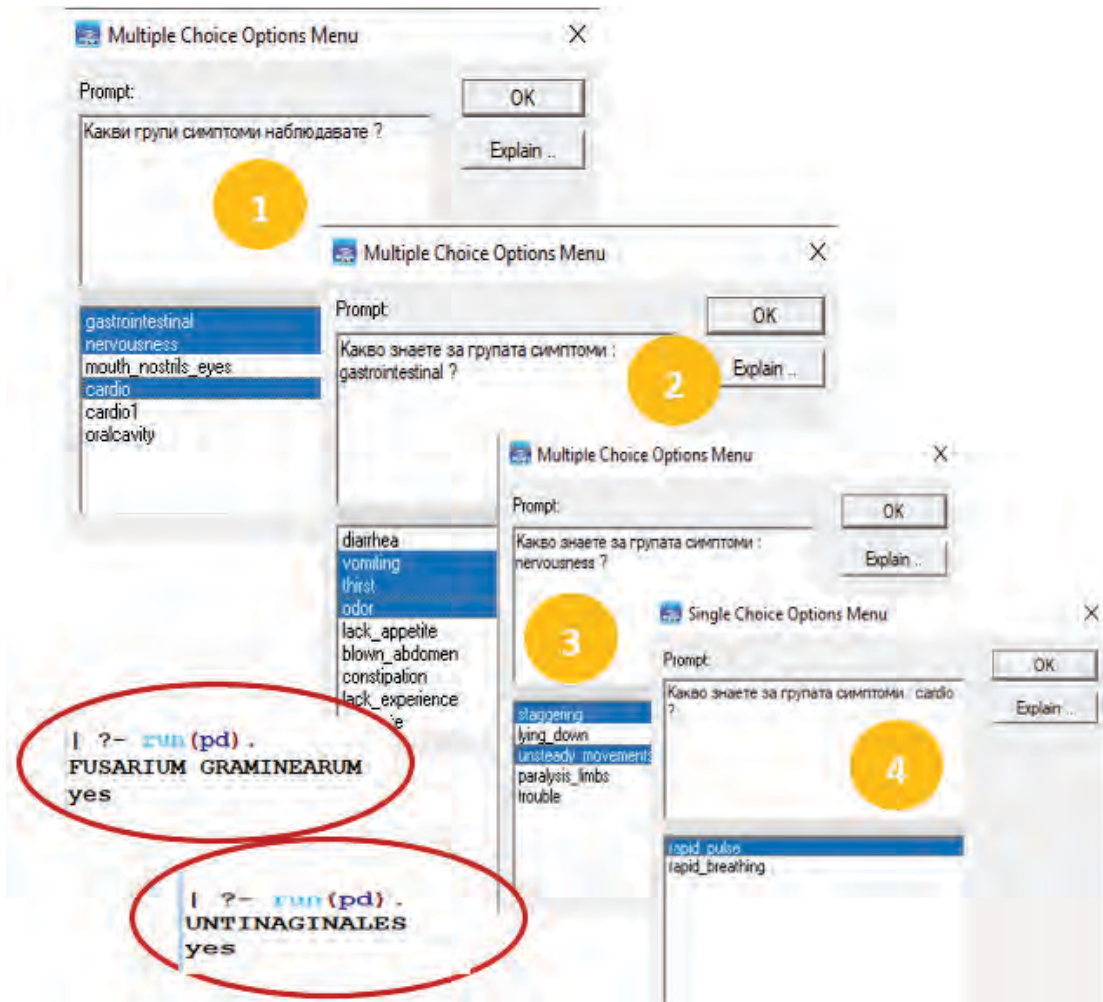 Multiple Choice Options Menu
Prompt:
OK
Какви групи симптоми наблюдавате ?
Explain ..
1
gastrointestinal
nervousness
mouth_nostrils_eyes
cardio
cardio1
oralcavity
Multiple Choice Options Menu
Prompt:
OK
Какво знаете за групата симптоми :
gastrointestinal ?
Explain ..
2
diarrhea
vomiting
thirst
odor
lack_appetite
blown_abdomen
constipation
lack_experience
Multiple Choice Options Menu
Prompt:
OK
Какво знаете за групата симптоми :
nervousness ?
Explain ..
3
staggering
lying_down
unsteady_movements
paralysis_limbs
trouble
Single Choice Options Menu
Prompt:
OK
Какво знаете за групата симптоми : cardio
?
Explain ..
4
rapid_pulse
rapid_breathing
| ?- run(pd).
FUSARIUM GRAMINEARUM
yes
| ?- run(pd).
UNTINAGINALES
yes